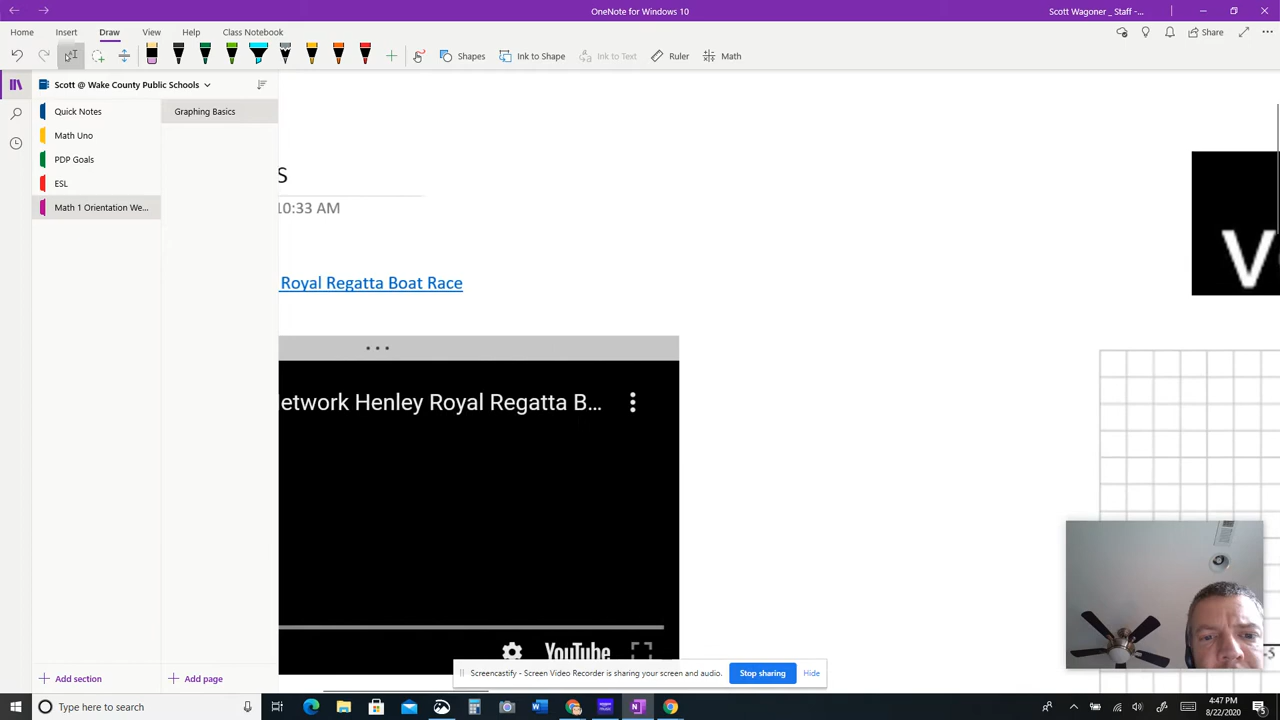 OneNote for Windows 10
Scott Wagoner _ Staff -...
Home
Insert
Draw
View
Help
Class Notebook
Share
Shapes
Ink to Shape
Ink to Text
Ruler
Math
Scott @ Wake County Public Schools
Graphing Basics
Quick Notes
Math Uno
PDP Goals
ESL
Math 1 Orientation We...
s
10:33 AM
Royal Regatta Boat Race
V
etwork Henley Royal Regatta B...
YouTube
Screencastify - Screen Video Recorder is sharing your screen and audio.
Stop sharing
Hide
-5
Add section
Add page
Type here to search
4:47 PM
8/22/2020